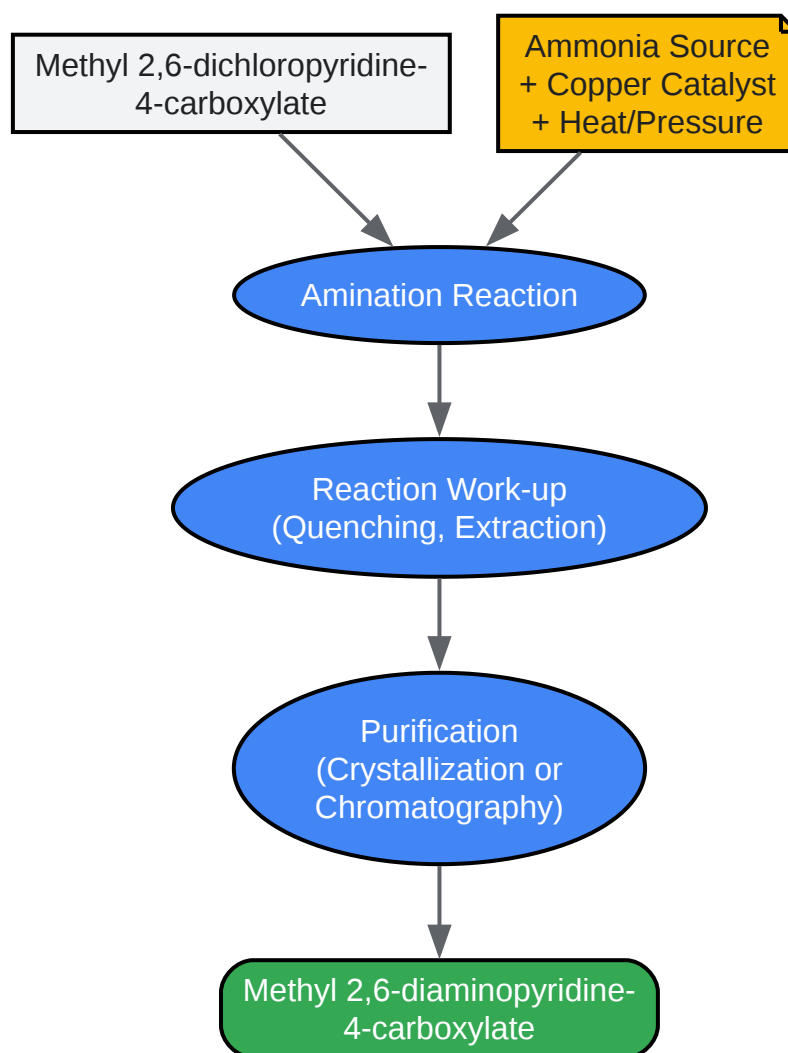 Methyl 2,6-dichloropyridine-
4-carboxylate
Ammonia Source
+ Copper Catalyst
+ Heat/Pressure
Amination Reaction
Reaction Work-up
(Quenching, Extraction)
Purification
(Crystallization or
Chromatography)
Methyl 2,6-diaminopyridine-
4-carboxylate